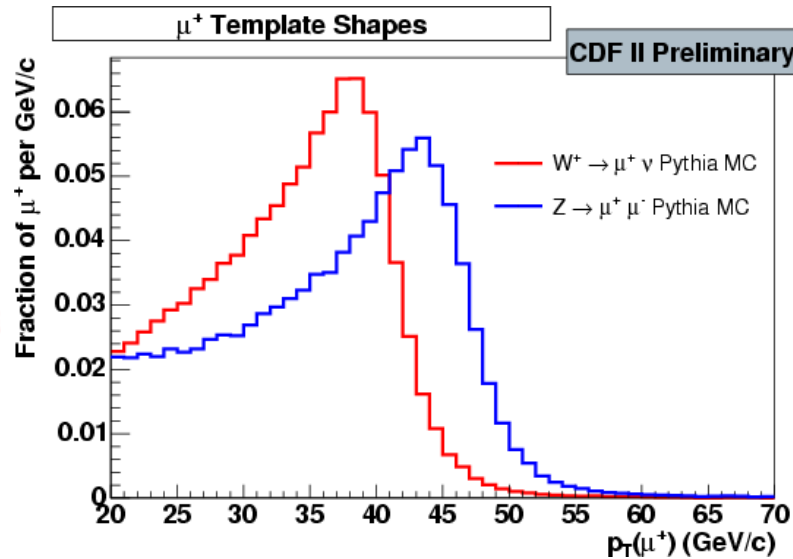 μ⁺ Template Shapes
CDF II Preliminary
Fraction of μ⁺ per GeV/c
0.06
0.05
0.04
0.03
0.02
0.01
0
W⁺ → μ⁺ ν Pythia MC
Z → μ⁺ μ⁻ Pythia MC
20 25 30 35 40 45 50 55 60 65 70
p_T(μ⁺) (GeV/c)